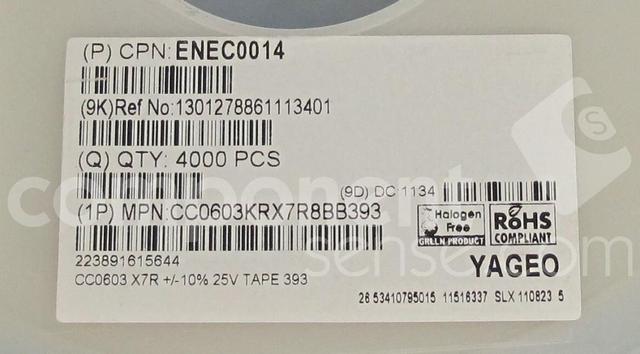 (P) CPN: ENEC0014
(9K)Ref No:1301278861113401
(Q) QTY: 4000 PCS
(9D) DC:1134
(1P) MPN:CC0603KRX7R8BB393
Halogen
Free
GREEN PRODUCT
RoHS
COMPLIANT
223891615644
YAGEO
CC0603 X7R +/-10% 25V TAPE 393
26 53410795015 11516337 SLX 110823 5
component
sense.com